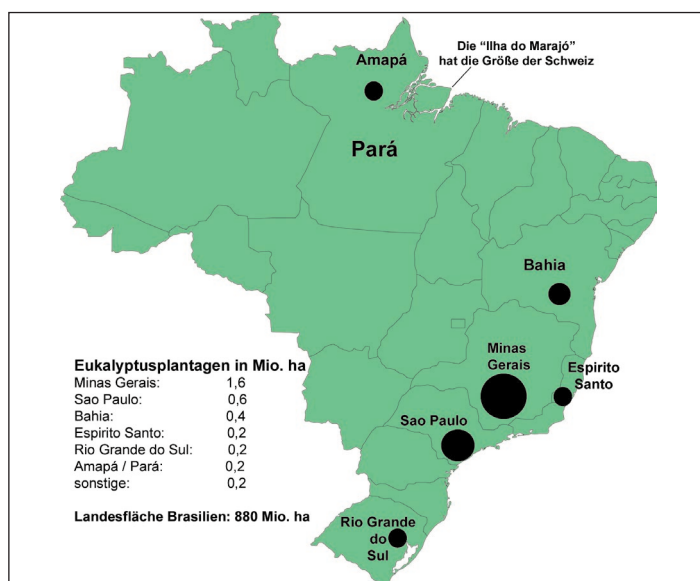 Die “Ilha do Marajó”
hat die Größe der Schweiz
Amapá
Pará
Bahia
Minas
Gerais
Espirito
Santo
Sao Paulo
Rio Grande
do
Sul
Eukalyptusplantagen in Mio. ha
Minas Gerais: 1,6
Sao Paulo: 0,6
Bahia: 0,4
Espirito Santo: 0,2
Rio Grande do Sul: 0,2
Amapá / Pará: 0,2
sonstige: 0,2
Landesfläche Brasilien: 880 Mio. ha